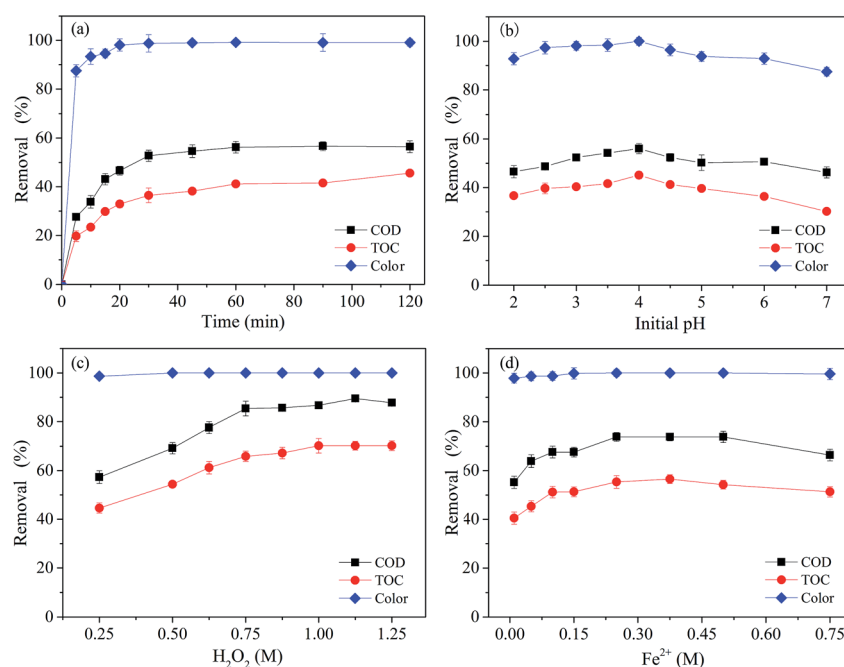 (a)
100
80
60
40
20
0
Removal (%)
COD
TOC
Color
0 20 40 60 80 100 120
Time (min)
(b)
100
80
60
40
20
0
Removal (%)
COD
TOC
Color
2 3 4 5 6 7
Initial pH
(c)
100
80
60
40
20
0
Removal (%)
COD
TOC
Color
0.25 0.50 0.75 1.00 1.25
H₂O₂ (M)
(d)
100
80
60
40
20
0
Removal (%)
COD
TOC
Color
0.00 0.15 0.30 0.45 0.60 0.75
Fe²⁺ (M)